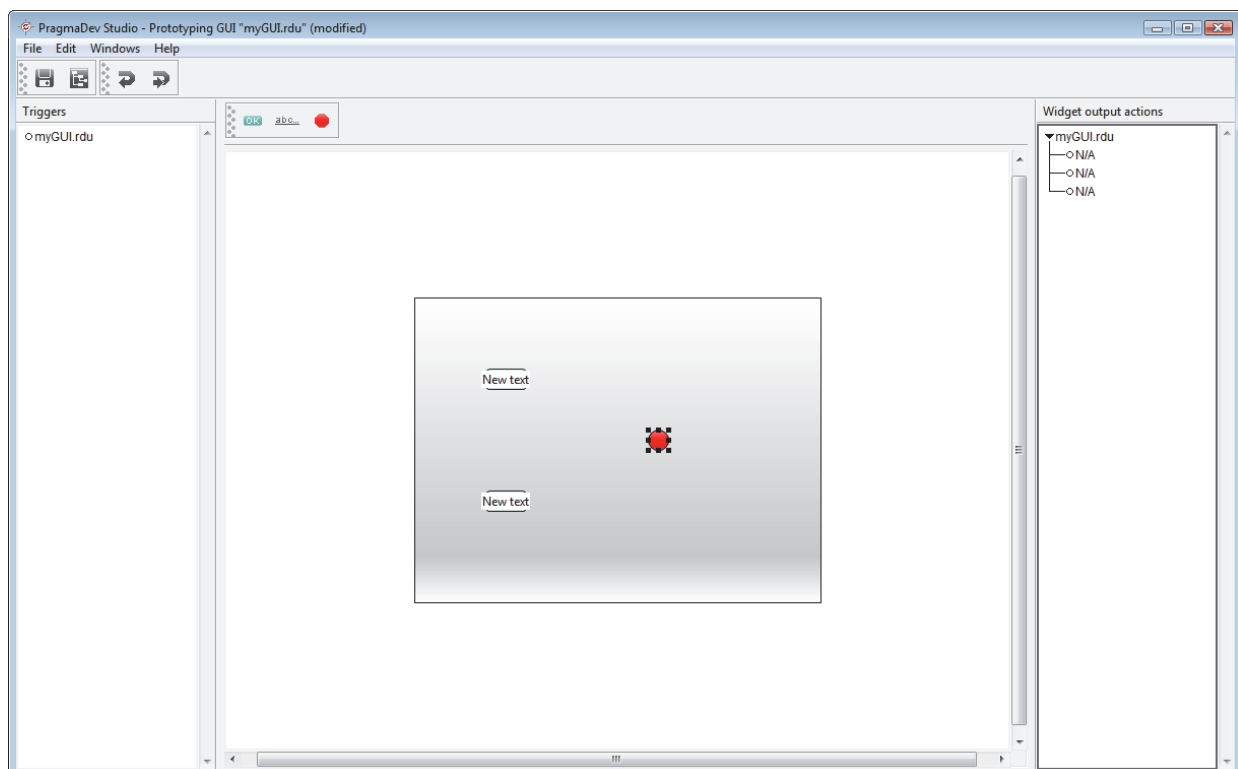 PragmaDev Studio - Prototyping GUI "myGUI.rdu" (modified)
File Edit Windows Help
Triggers
OK abc...
Widget output actions
myGUI.rdu
myGUI.rdu
N/A
N/A
N/A
New text
New text